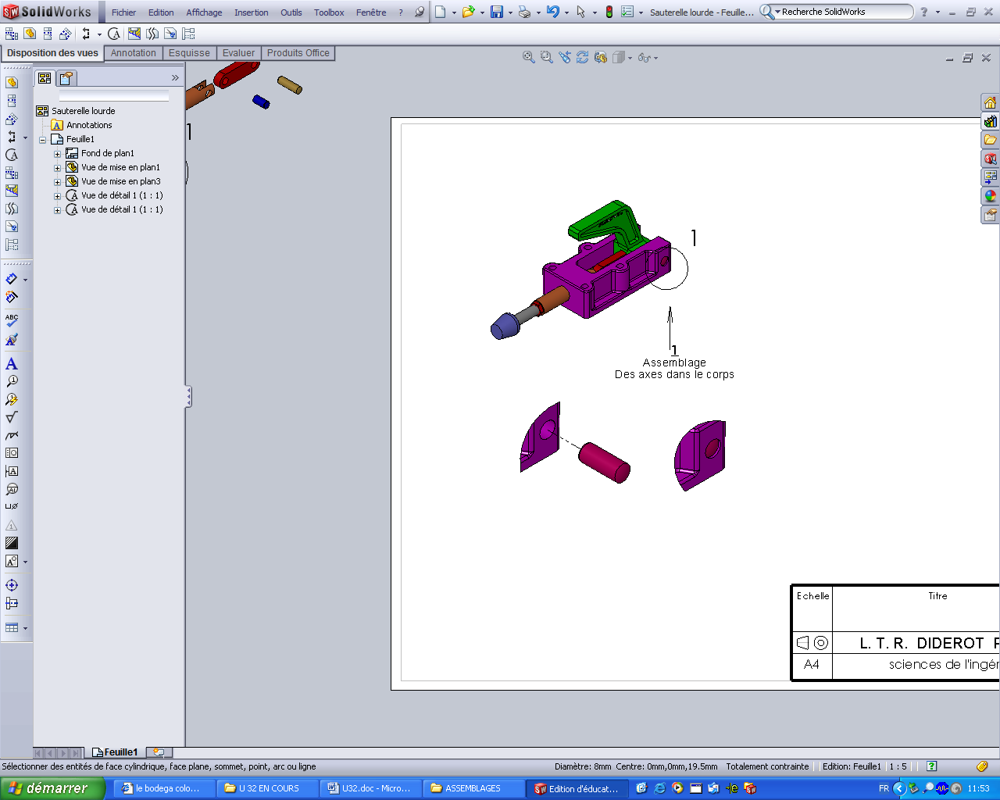 SolidWorks Fichier Edition Affichage Insertion Outils Toolbox Fenêtre ? Sauterelle lourde - Feuille... Recherche SolidWorks ?
Disposition des vues Annotation Esquisse Evaluer Produits Office
Sauterelle lourde
Annotations
Feuille1
Fond de plan1
Vue de mise en plan1
Vue de mise en plan3
Vue de détail 1 (1 : 1)
Vue de détail 1 (1 : 1)
1
1
1
Assemblage
Des axes dans le corps
Echelle Titre
L. T. R. DIDEROT P
A4 sciences de l'ingén
Feuille1
Sélectionner des entités de face cylindrique, face plane, sommet, point, arc ou ligne Diamètre: 8mm Centre: 0mm,0mm,19.5mm Totalement contrainte Edition: Feuille1 1 : 5 ?
démarrer le bodega colo... U 32 EN COURS U32.doc - Micro... ASSEMBLAGES Edition d'éducat... FR 11:53